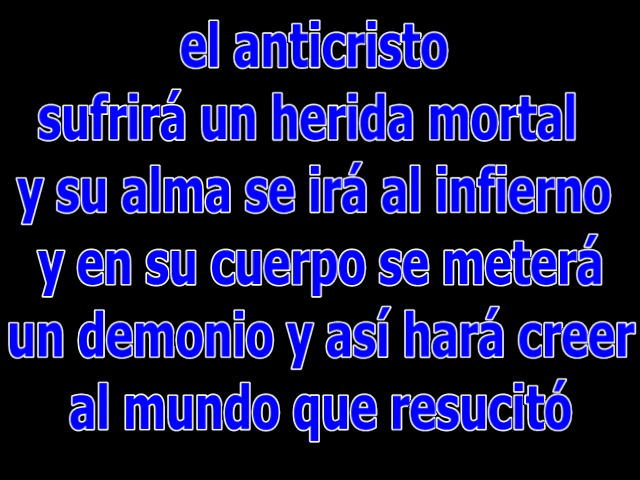 el anticristo
sufrirá un herida mortal
y su alma se irá al infierno
y en su cuerpo se meterá
un demonio y así hará creer
al mundo que resucitó